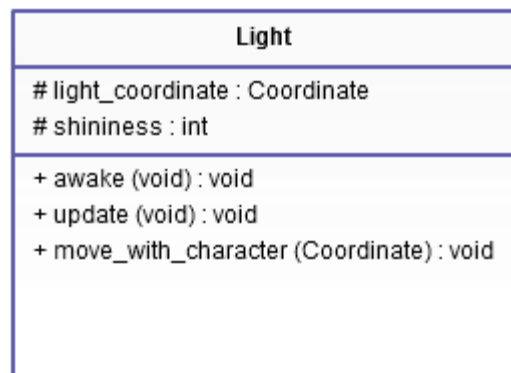 Light
# light_coordinate : Coordinate
# shininess : int
+ awake (void) : void
+ update (void) : void
+ move_with_character (Coordinate) : void